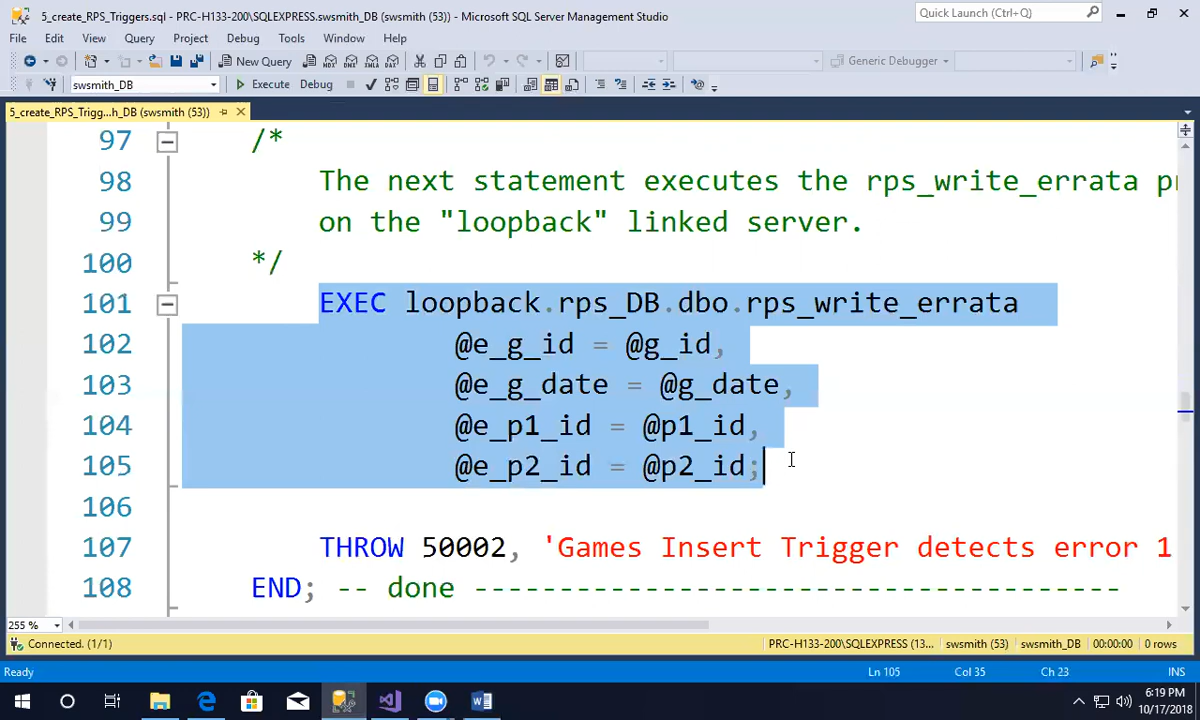 5_create_RPS_Triggers.sql - PRC-H133-200\SQLEXPRESS.swsmith_DB (swsmith (53)) - Microsoft SQL Server Management Studio
Quick Launch (Ctrl+Q)
File Edit View Query Project Debug Tools Window Help
New Query
Generic Debugger
swsmith_DB
Execute Debug
5_create_RPS_Trigg...h_DB (swsmith (53))
97 /*
98 The next statement executes the rps_write_errata p
99 on the "loopback" linked server.
100 */
101 EXEC loopback.rps_DB.dbo.rps_write_errata
102 @e_g_id = @g_id,
103 @e_g_date = @g_date,
104 @e_p1_id = @p1_id,
105 @e_p2_id = @p2_id;
106
107 THROW 50002, 'Games Insert Trigger detects error 1
108 END; -- done --------------------------------------
255 %
Connected. (1/1)
PRC-H133-200\SQLEXPRESS (13... swsmith (53) swsmith_DB 00:00:00 0 rows
Ready
Ln 105 Col 35 Ch 23 INS
6:19 PM
10/17/2018